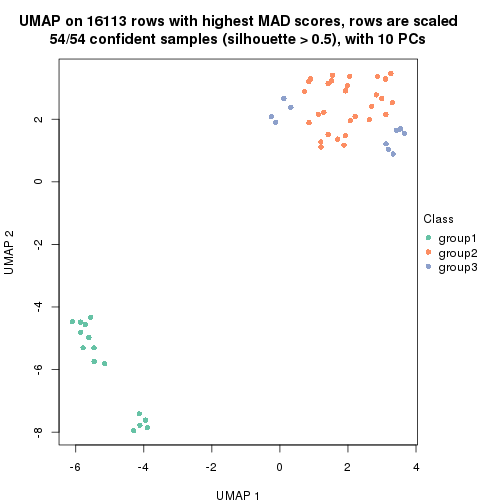 UMAP on 16113 rows with highest MAD scores, rows are scaled
54/54 confident samples (silhouette > 0.5), with 10 PCs
2
0
-2
-4
-6
-8
UMAP 2
-6
-4
-2
0
2
4
UMAP 1
Class
group1
group2
group3